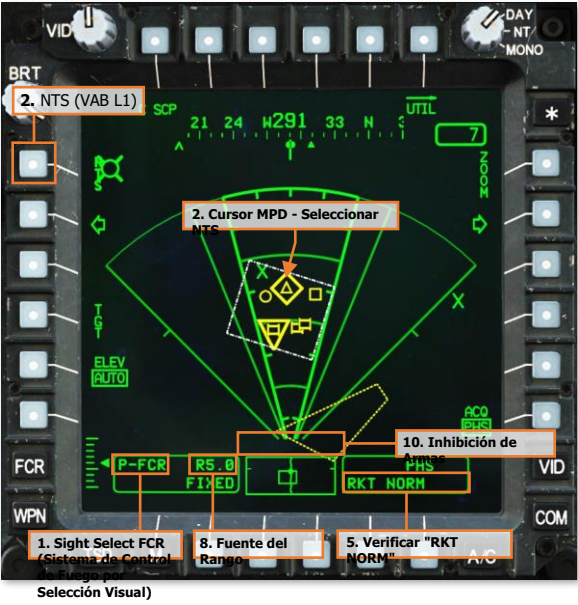 VID
DAY
NT
MONO
BRT
2. NTS (VAB L1)
SCP
UTIL
21 24 W291 33 N 3
7
*
NTS
ZOOM
2. Cursor MPD - Seleccionar
NTS
X
X
TGT
ELEV
AUTO
ACQ
PHS
10. Inhibición de
Armas
FCR
P-FCR R5.0
FIXED
PHS
RKT NORM
VID
WPN
COM
1. Sight Select FCR
(Sistema de Control
de Fuego por
Selección Visual)
8. Fuente del
Rango
5. Verificar "RKT
NORM"
M
A/C